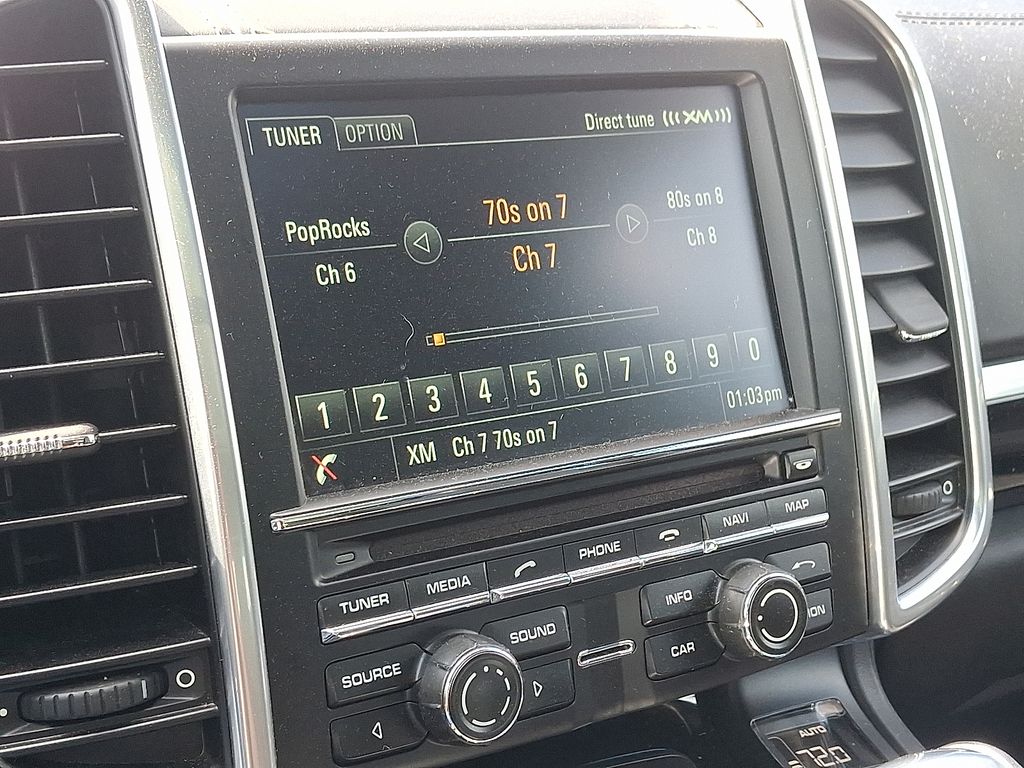 TUNER OPTION Direct tune (((XM)))
PopRocks 70s on 7 80s on 8
Ch 6 Ch 7 Ch 8
1 2 3 4 5 6 7 8 9 0
XM Ch 7 70s on 7 01:03pm
TUNER MEDIA PHONE NAVI MAP
SOURCE SOUND INFO
CAR
AUTO
72.0